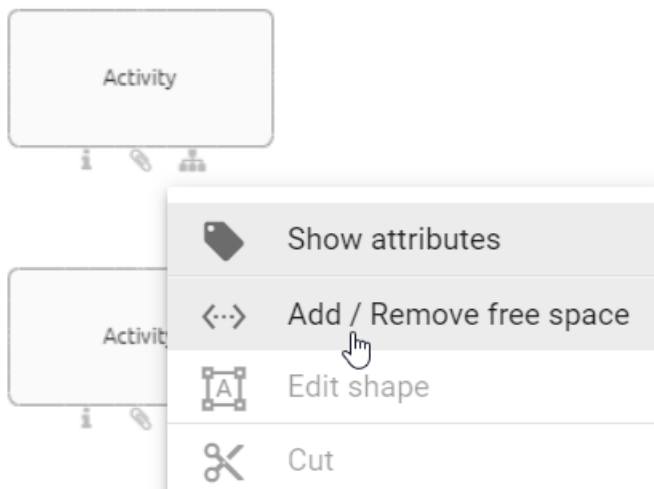 Activity
Show attributes
Add / Remove free space
Activity
Edit shape
Cut